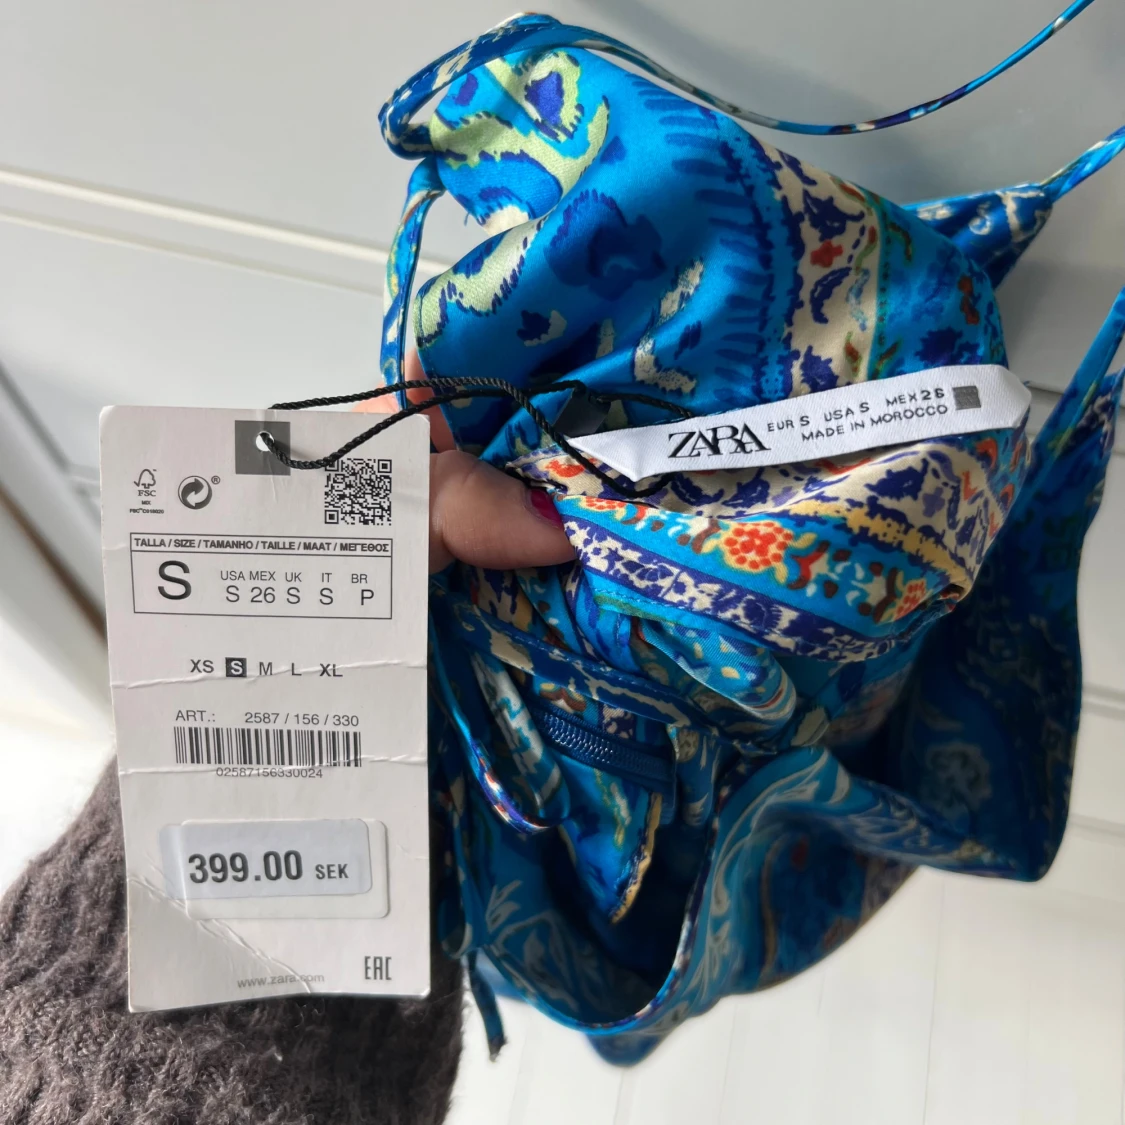 ZARA
EUR S USA S MEX 26
MADE IN MOROCCO
FSC
MIX
TALLA / SIZE / TAMANHO / TAILLE / MAAT / ΜΕΓΕΘΟΣ
S
USA MEX UK IT BR
S 26 S S P
XS S M L XL
ART.: 2587 / 156 / 330
02587156330024
399.00 SEK
www.zara.com
EAC